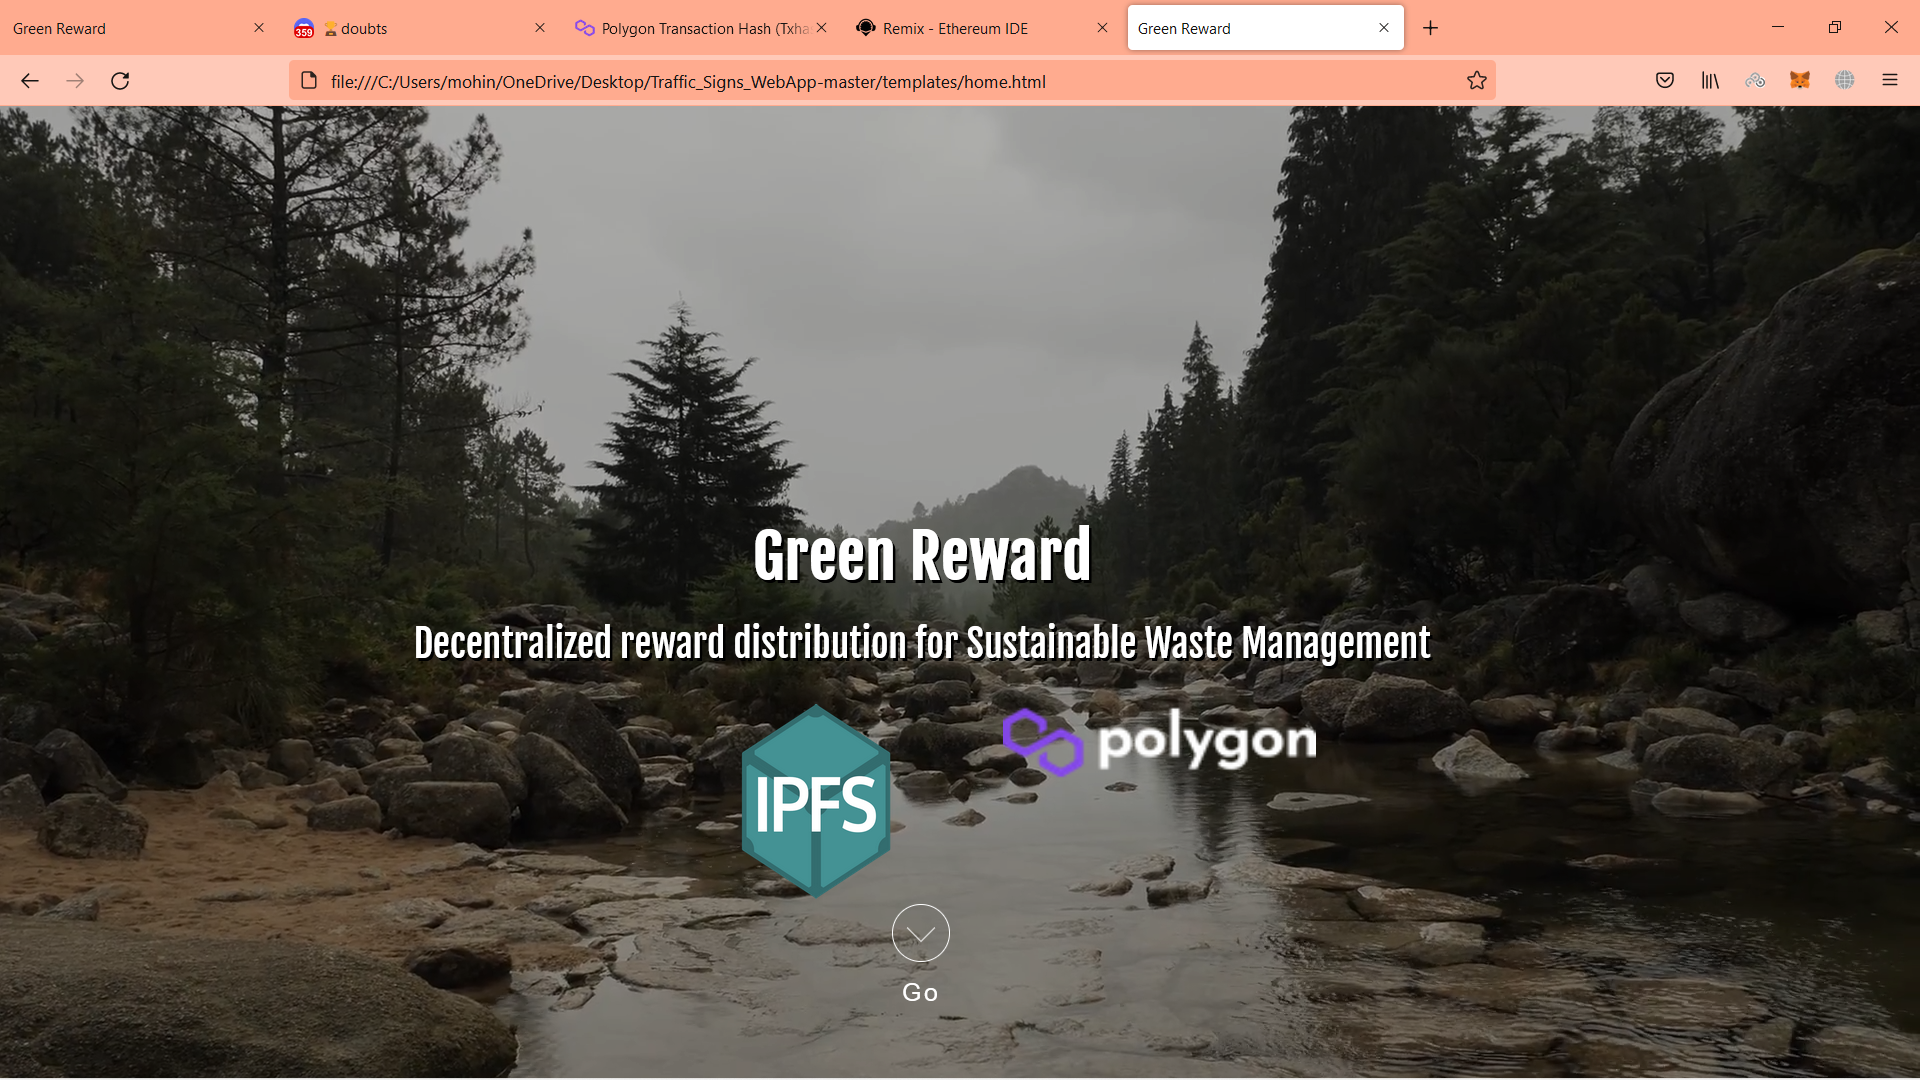 Green Reward
359
🏆 doubts
Polygon Transaction Hash (Txha
Remix - Ethereum IDE
Green Reward
file:///C:/Users/mohin/OneDrive/Desktop/Traffic_Signs_WebApp-master/templates/home.html
Green Reward
Decentralized reward distribution for Sustainable Waste Management
IPFS
polygon
Go